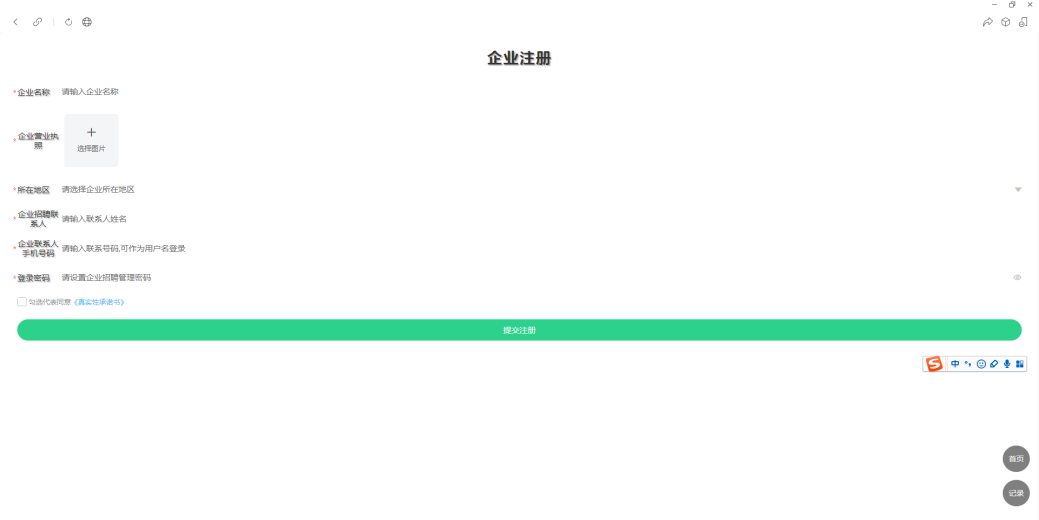 企业注册
*企业名称 请输入企业名称
*企业营业执照
选择图片
*所在地区 请选择企业所在地区
*企业招聘联系人 请输入联系人姓名
*企业联系人手机号码 请输入联系号码,可作为用户名登录
*登录密码 请设置企业招聘管理密码
勾选代表同意《真实性承诺书》
提交注册
S 中
首页
记录